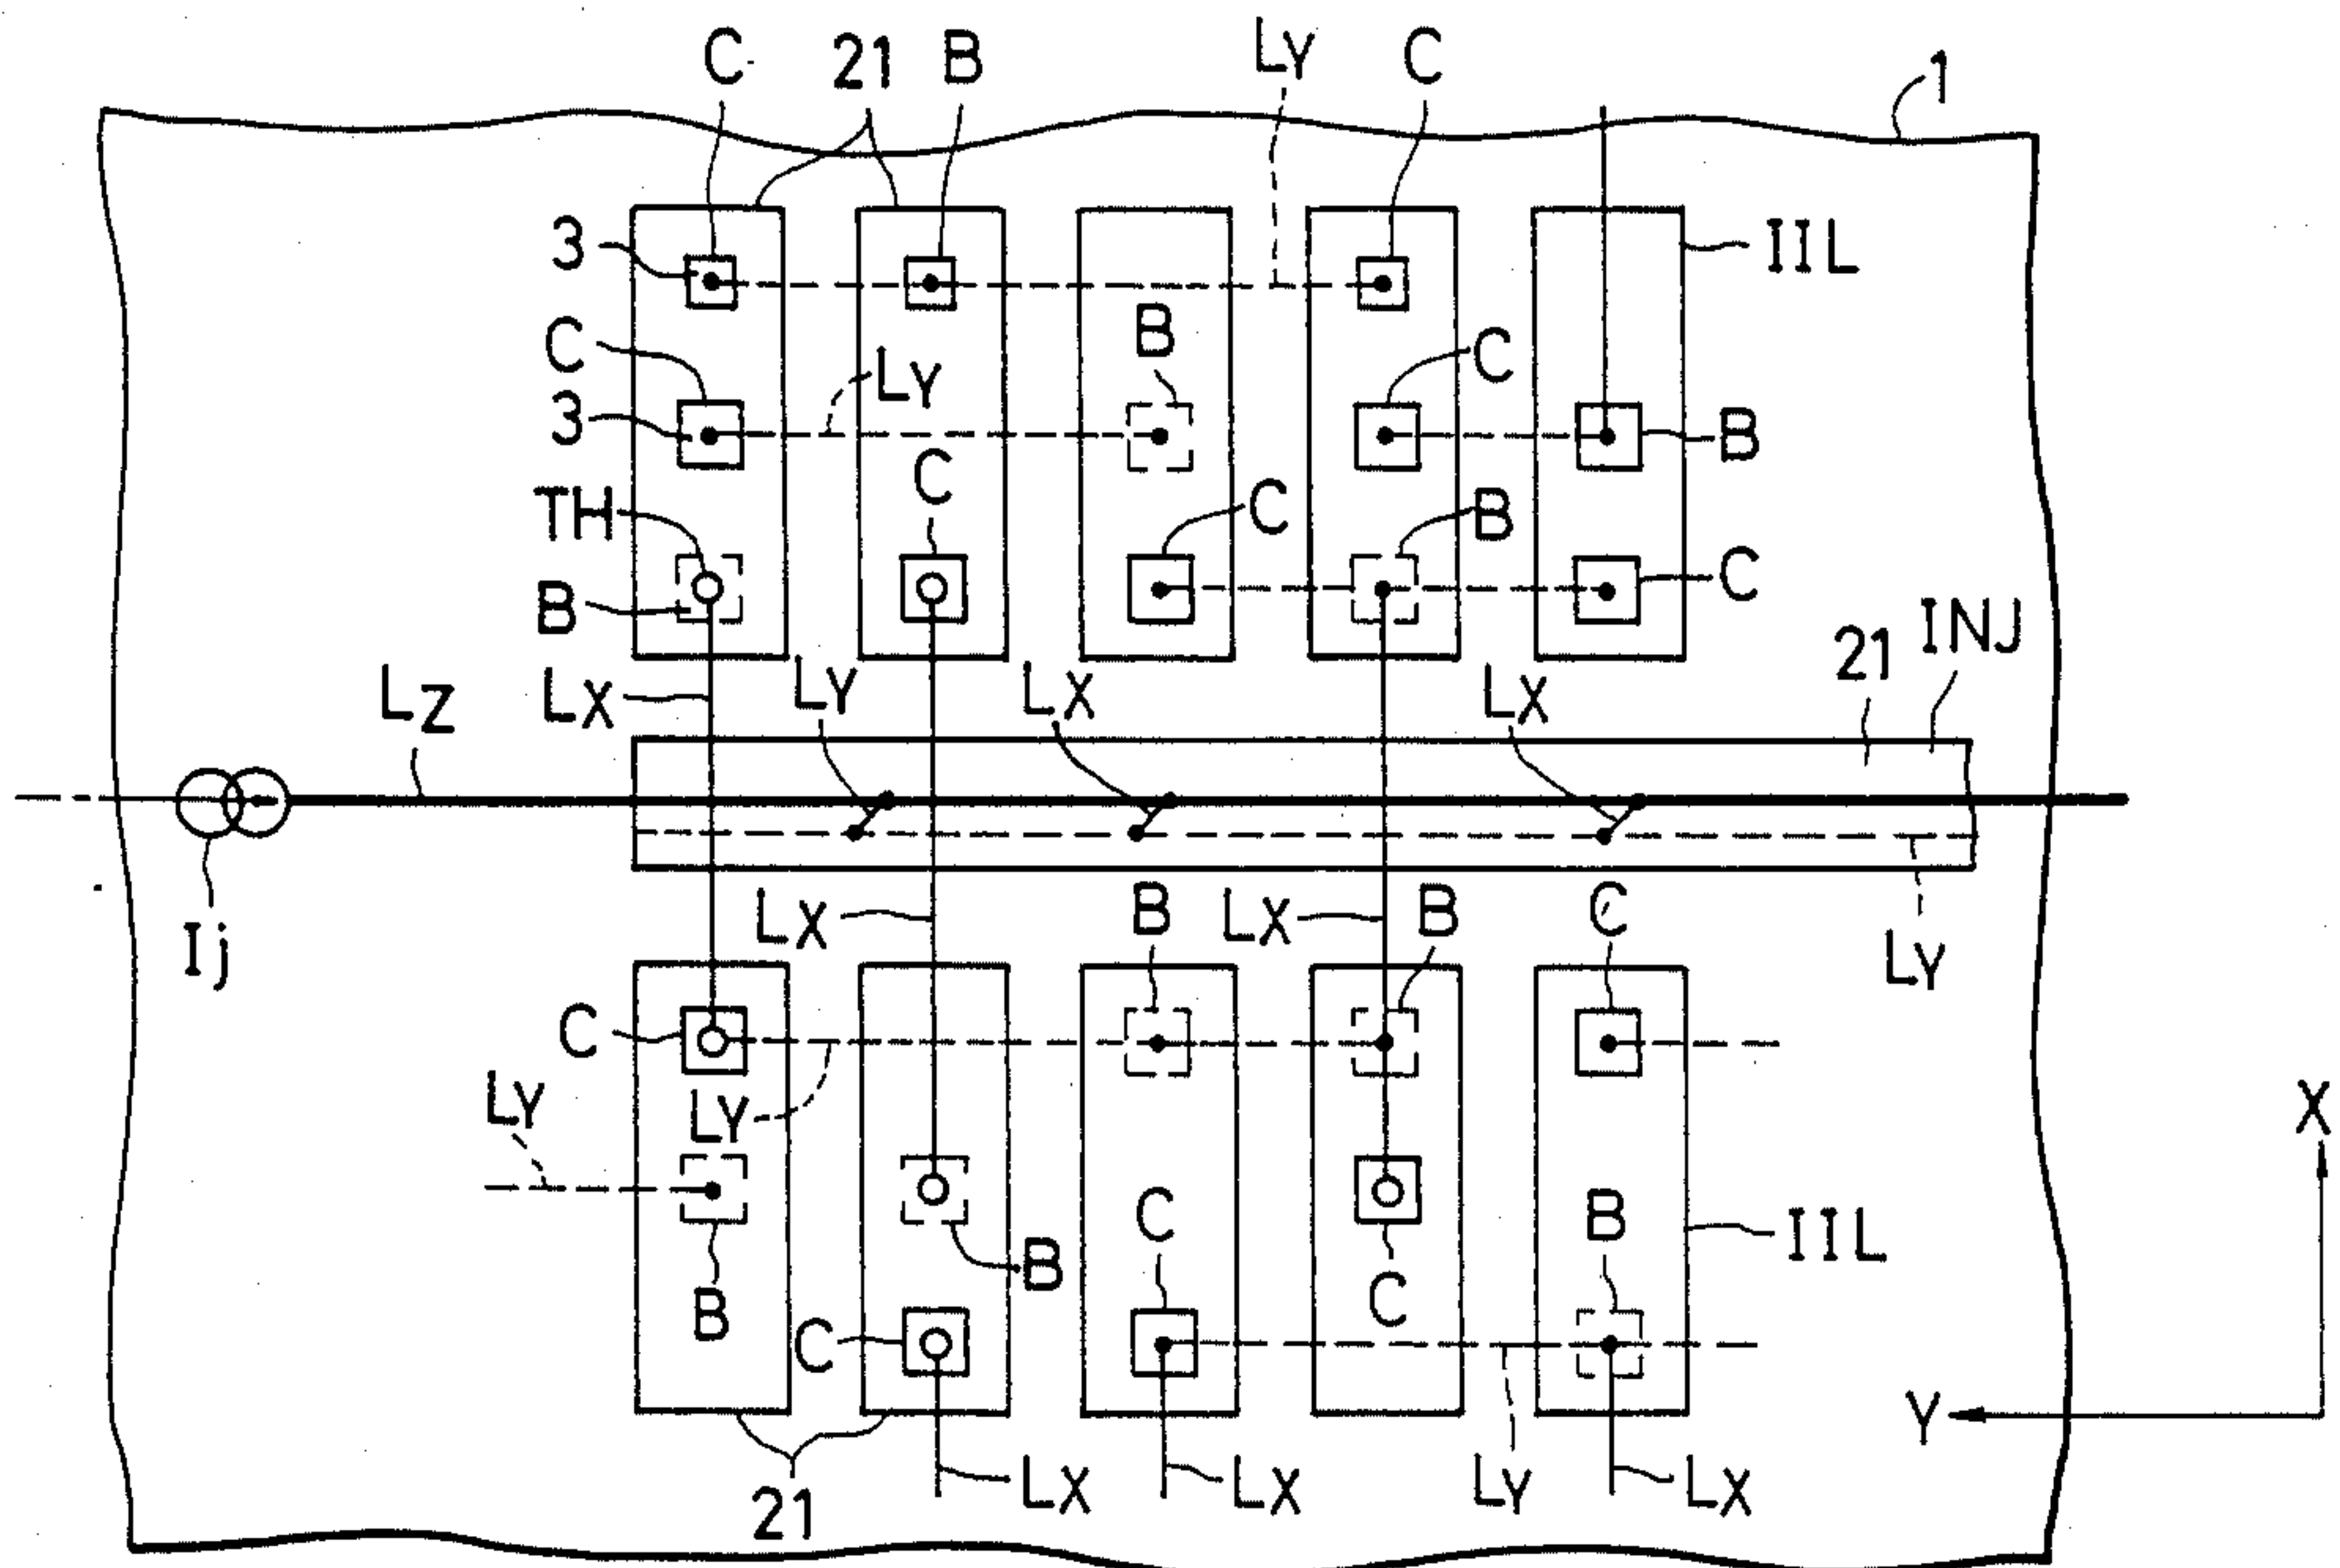 C 21 B LY C 1
3 IIL
B
C LY C
3 B
C
TH C B
B C
21 INJ
LX LY LX LX
LZ
LX B LX B C
Ij LY
C
LY LY
C B
B IIL
B C
B C
Y X
21 LX LX LY LX